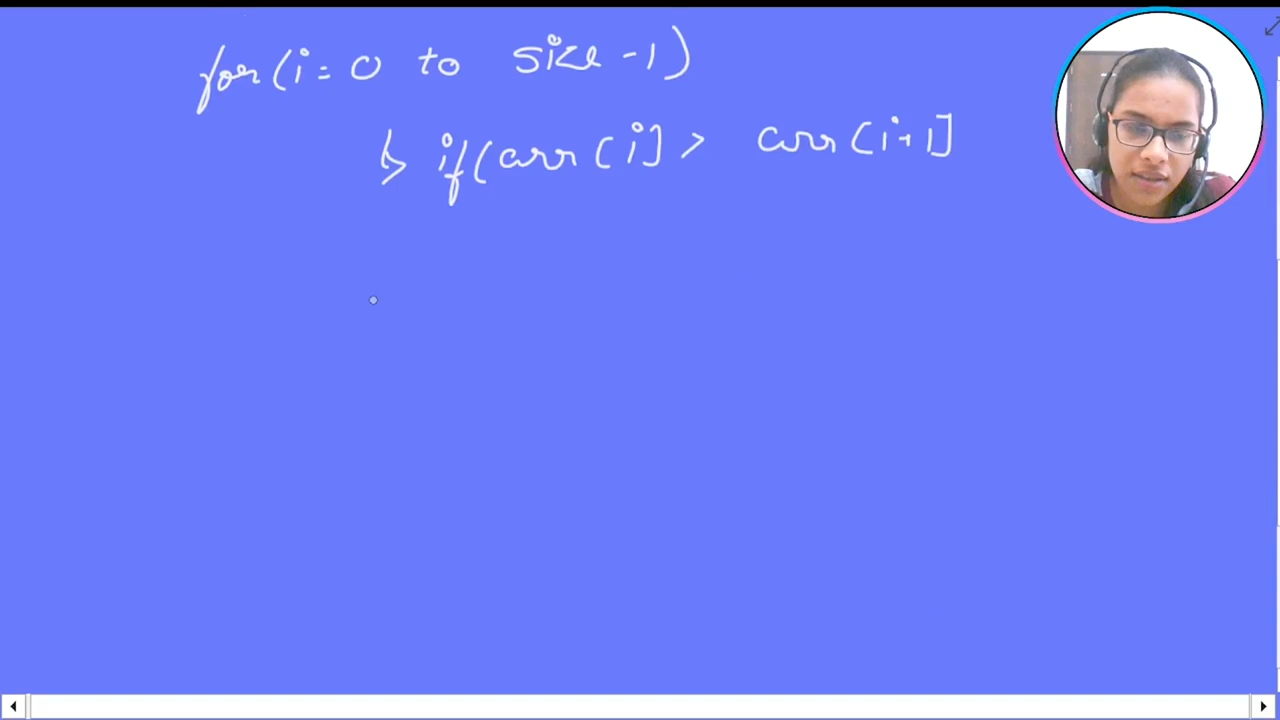 for(i=0 to size-1)
↳ if(arr(i] > arr(i+1]